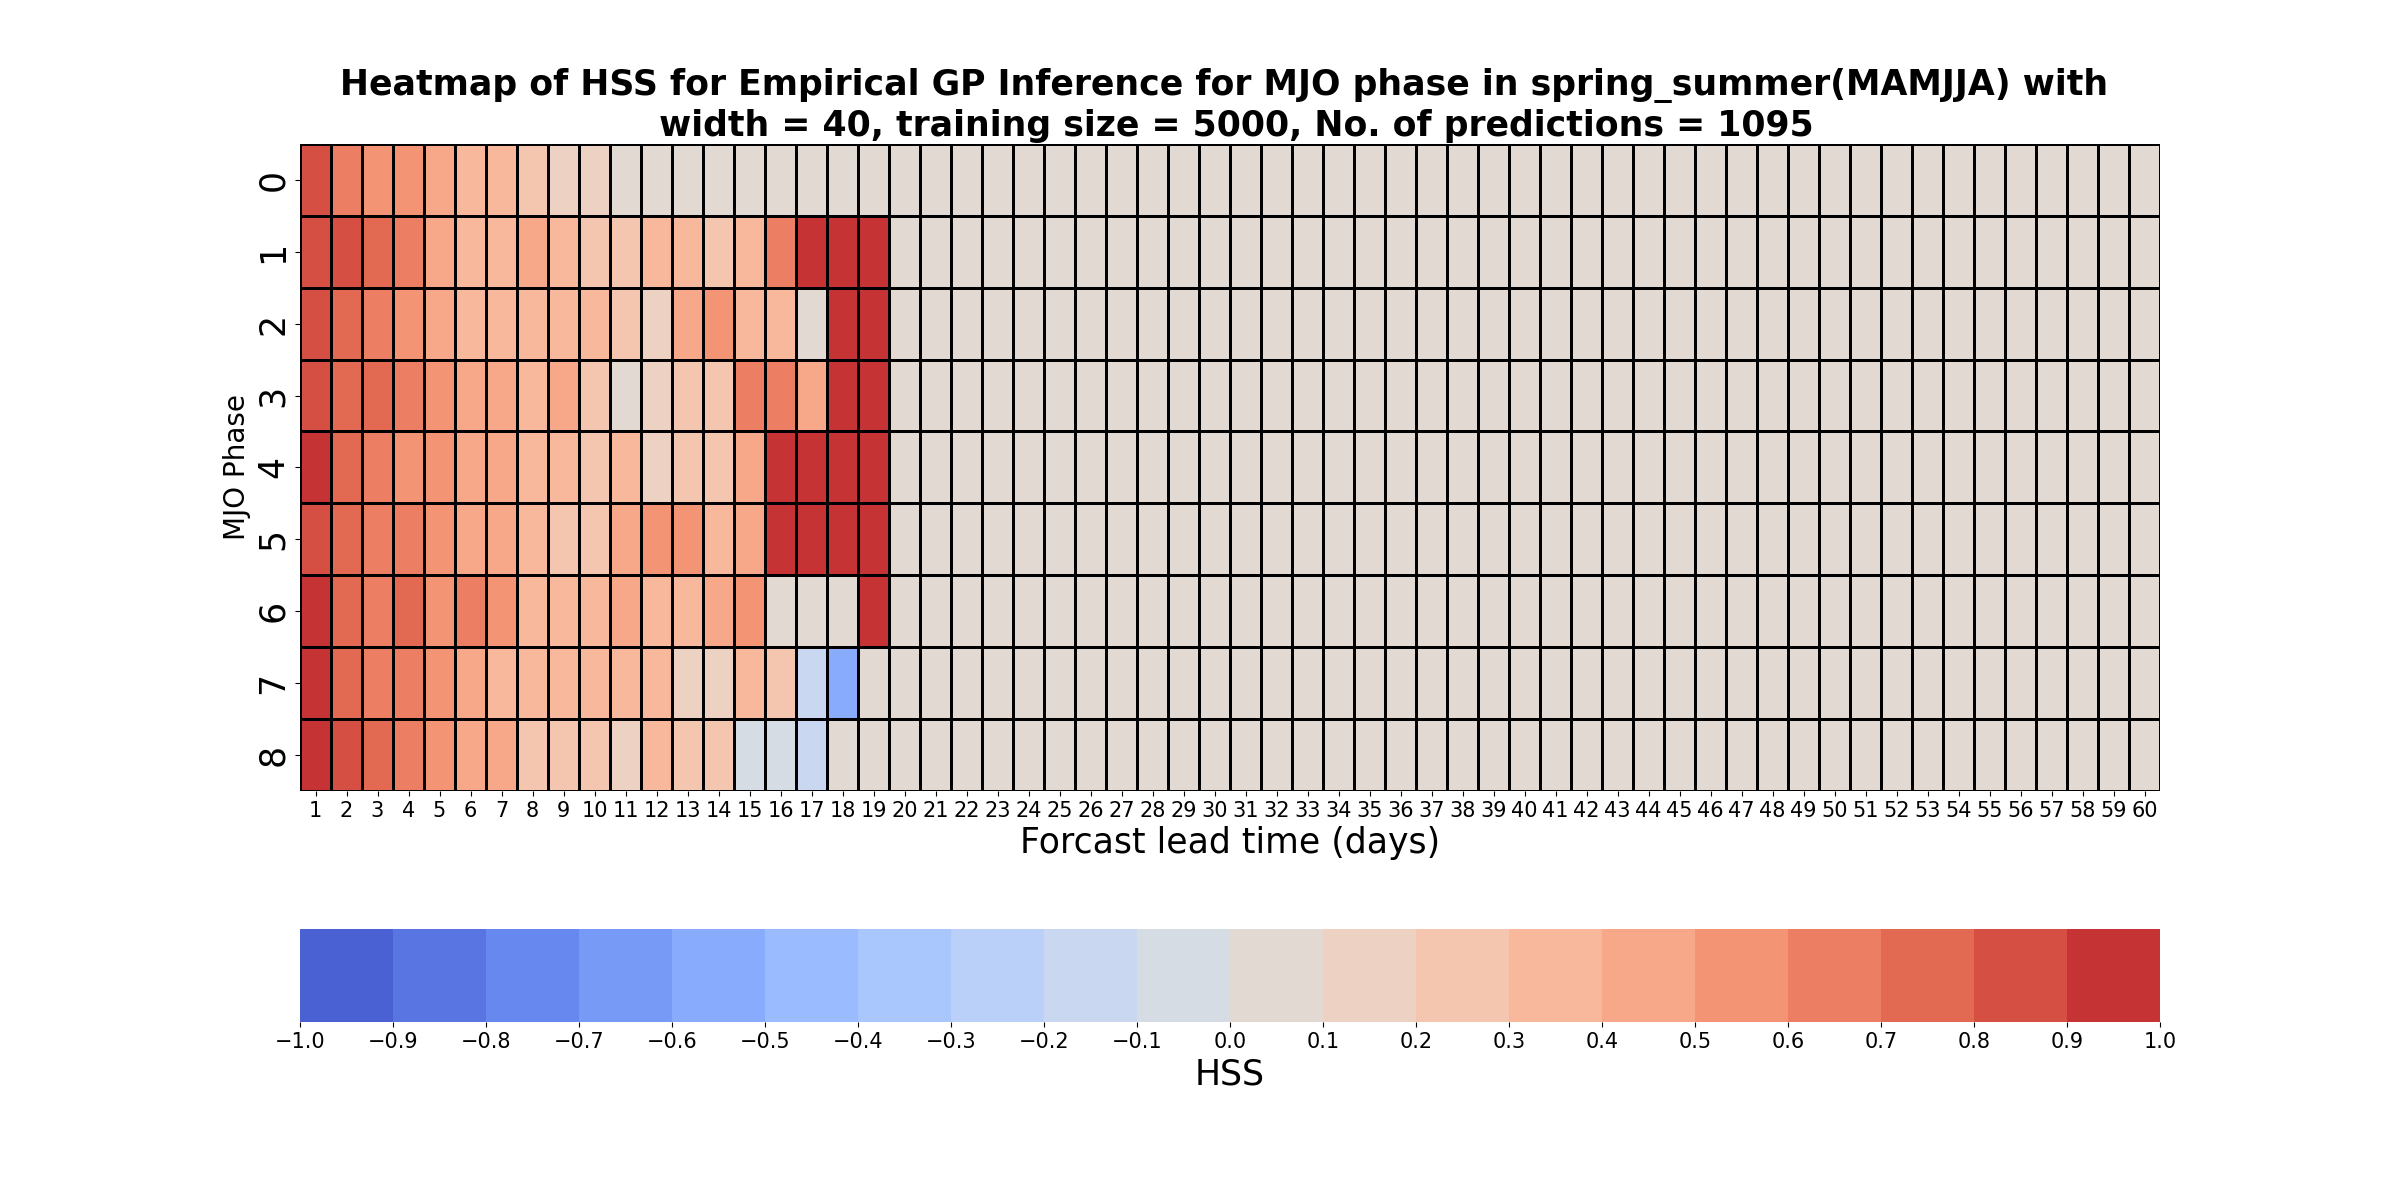 Heatmap of HSS for Empirical GP Inference for MJO phase in spring_summer(MAMJJA) with
width = 40, training size = 5000, No. of predictions = 1095
MJO Phase
0
1
2
3
4
5
6
7
8
1 2 3 4 5 6 7 8 9 10 11 12 13 14 15 16 17 18 19 20 21 22 23 24 25 26 27 28 29 30 31 32 33 34 35 36 37 38 39 40 41 42 43 44 45 46 47 48 49 50 51 52 53 54 55 56 57 58 59 60
Forcast lead time (days)
−1.0 −0.9 −0.8 −0.7 −0.6 −0.5 −0.4 −0.3 −0.2 −0.1 0.0 0.1 0.2 0.3 0.4 0.5 0.6 0.7 0.8 0.9 1.0
HSS